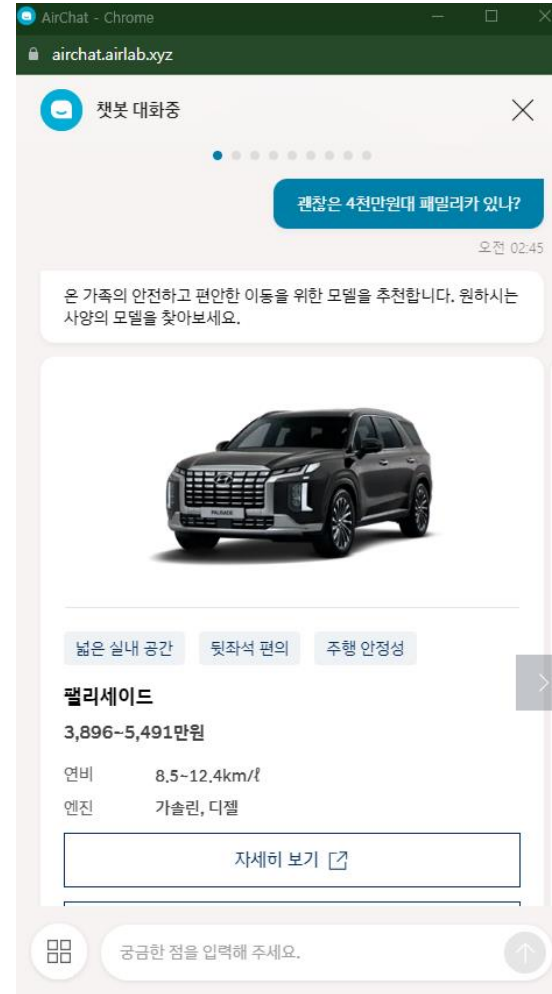 AirChat - Chrome
airchat.airlab.xyz
챗봇 대화중
괜찮은 4천만원대 패밀리카 있나?
오전 02:45
온 가족의 안전하고 편안한 이동을 위한 모델을 추천합니다. 원하시는
사양의 모델을 찾아보세요.
PALISADE
넓은 실내 공간 뒷좌석 편의 주행 안정성
팰리세이드
3,896~5,491만원
연비 8.5~12.4km/ℓ
엔진 가솔린, 디젤
자세히 보기
궁금한 점을 입력해 주세요.